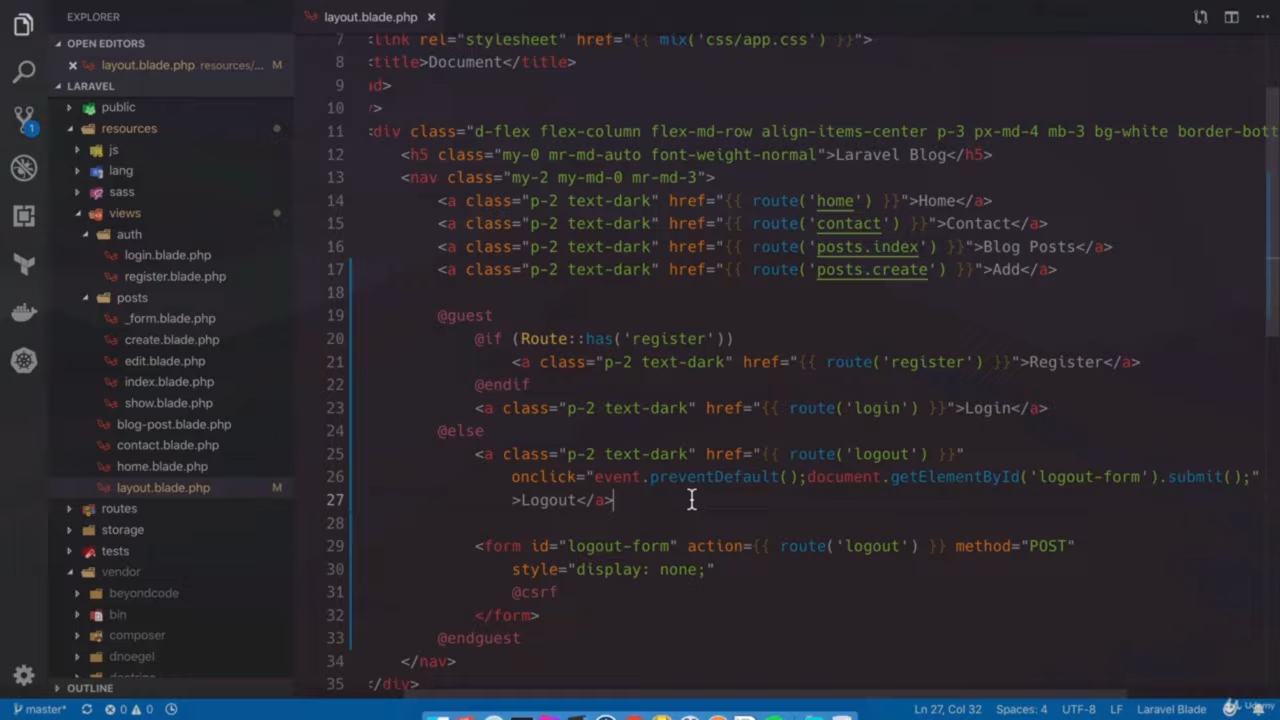 EXPLORER
OPEN EDITORS
layout.blade.php resources/... M
LARAVEL
public
resources
js
lang
sass
views
auth
login.blade.php
register.blade.php
posts
_form.blade.php
create.blade.php
edit.blade.php
index.blade.php
show.blade.php
blog-post.blade.php
contact.blade.php
home.blade.php
layout.blade.php M
routes
storage
tests
vendor
beyondcode
bin
composer
dnoegel
doctrine
OUTLINE
layout.blade.php
7 :link rel="stylesheet" href="{{ mix('css/app.css') }}">
8 :title>Document</title>
9 d>
10 >
11 :div class="d-flex flex-column flex-md-row align-items-center p-3 px-md-4 mb-3 bg-white border-bott
12 <h5 class="my-0 mr-md-auto font-weight-normal">Laravel Blog</h5>
13 <nav class="my-2 my-md-0 mr-md-3">
14 <a class="p-2 text-dark" href="{{ route('home') }}">Home</a>
15 <a class="p-2 text-dark" href="{{ route('contact') }}">Contact</a>
16 <a class="p-2 text-dark" href="{{ route('posts.index') }}">Blog Posts</a>
17 <a class="p-2 text-dark" href="{{ route('posts.create') }}">Add</a>
18
19 @guest
20 @if (Route::has('register'))
21 <a class="p-2 text-dark" href="{{ route('register') }}">Register</a>
22 @endif
23 <a class="p-2 text-dark" href="{{ route('login') }}">Login</a>
24 @else
25 <a class="p-2 text-dark" href="{{ route('logout') }}"
26 onclick="event.preventDefault();document.getElementById('logout-form').submit();"
27 >Logout</a>
28
29 <form id="logout-form" action={{ route('logout') }} method="POST"
30 style="display: none;"
31 @csrf
32 </form>
33 @endguest
34 </nav>
35 :/div>
1
master* 0 0 Ln 27, Col 32 Spaces: 4 UTF-8 LF Laravel Blade
Udemy